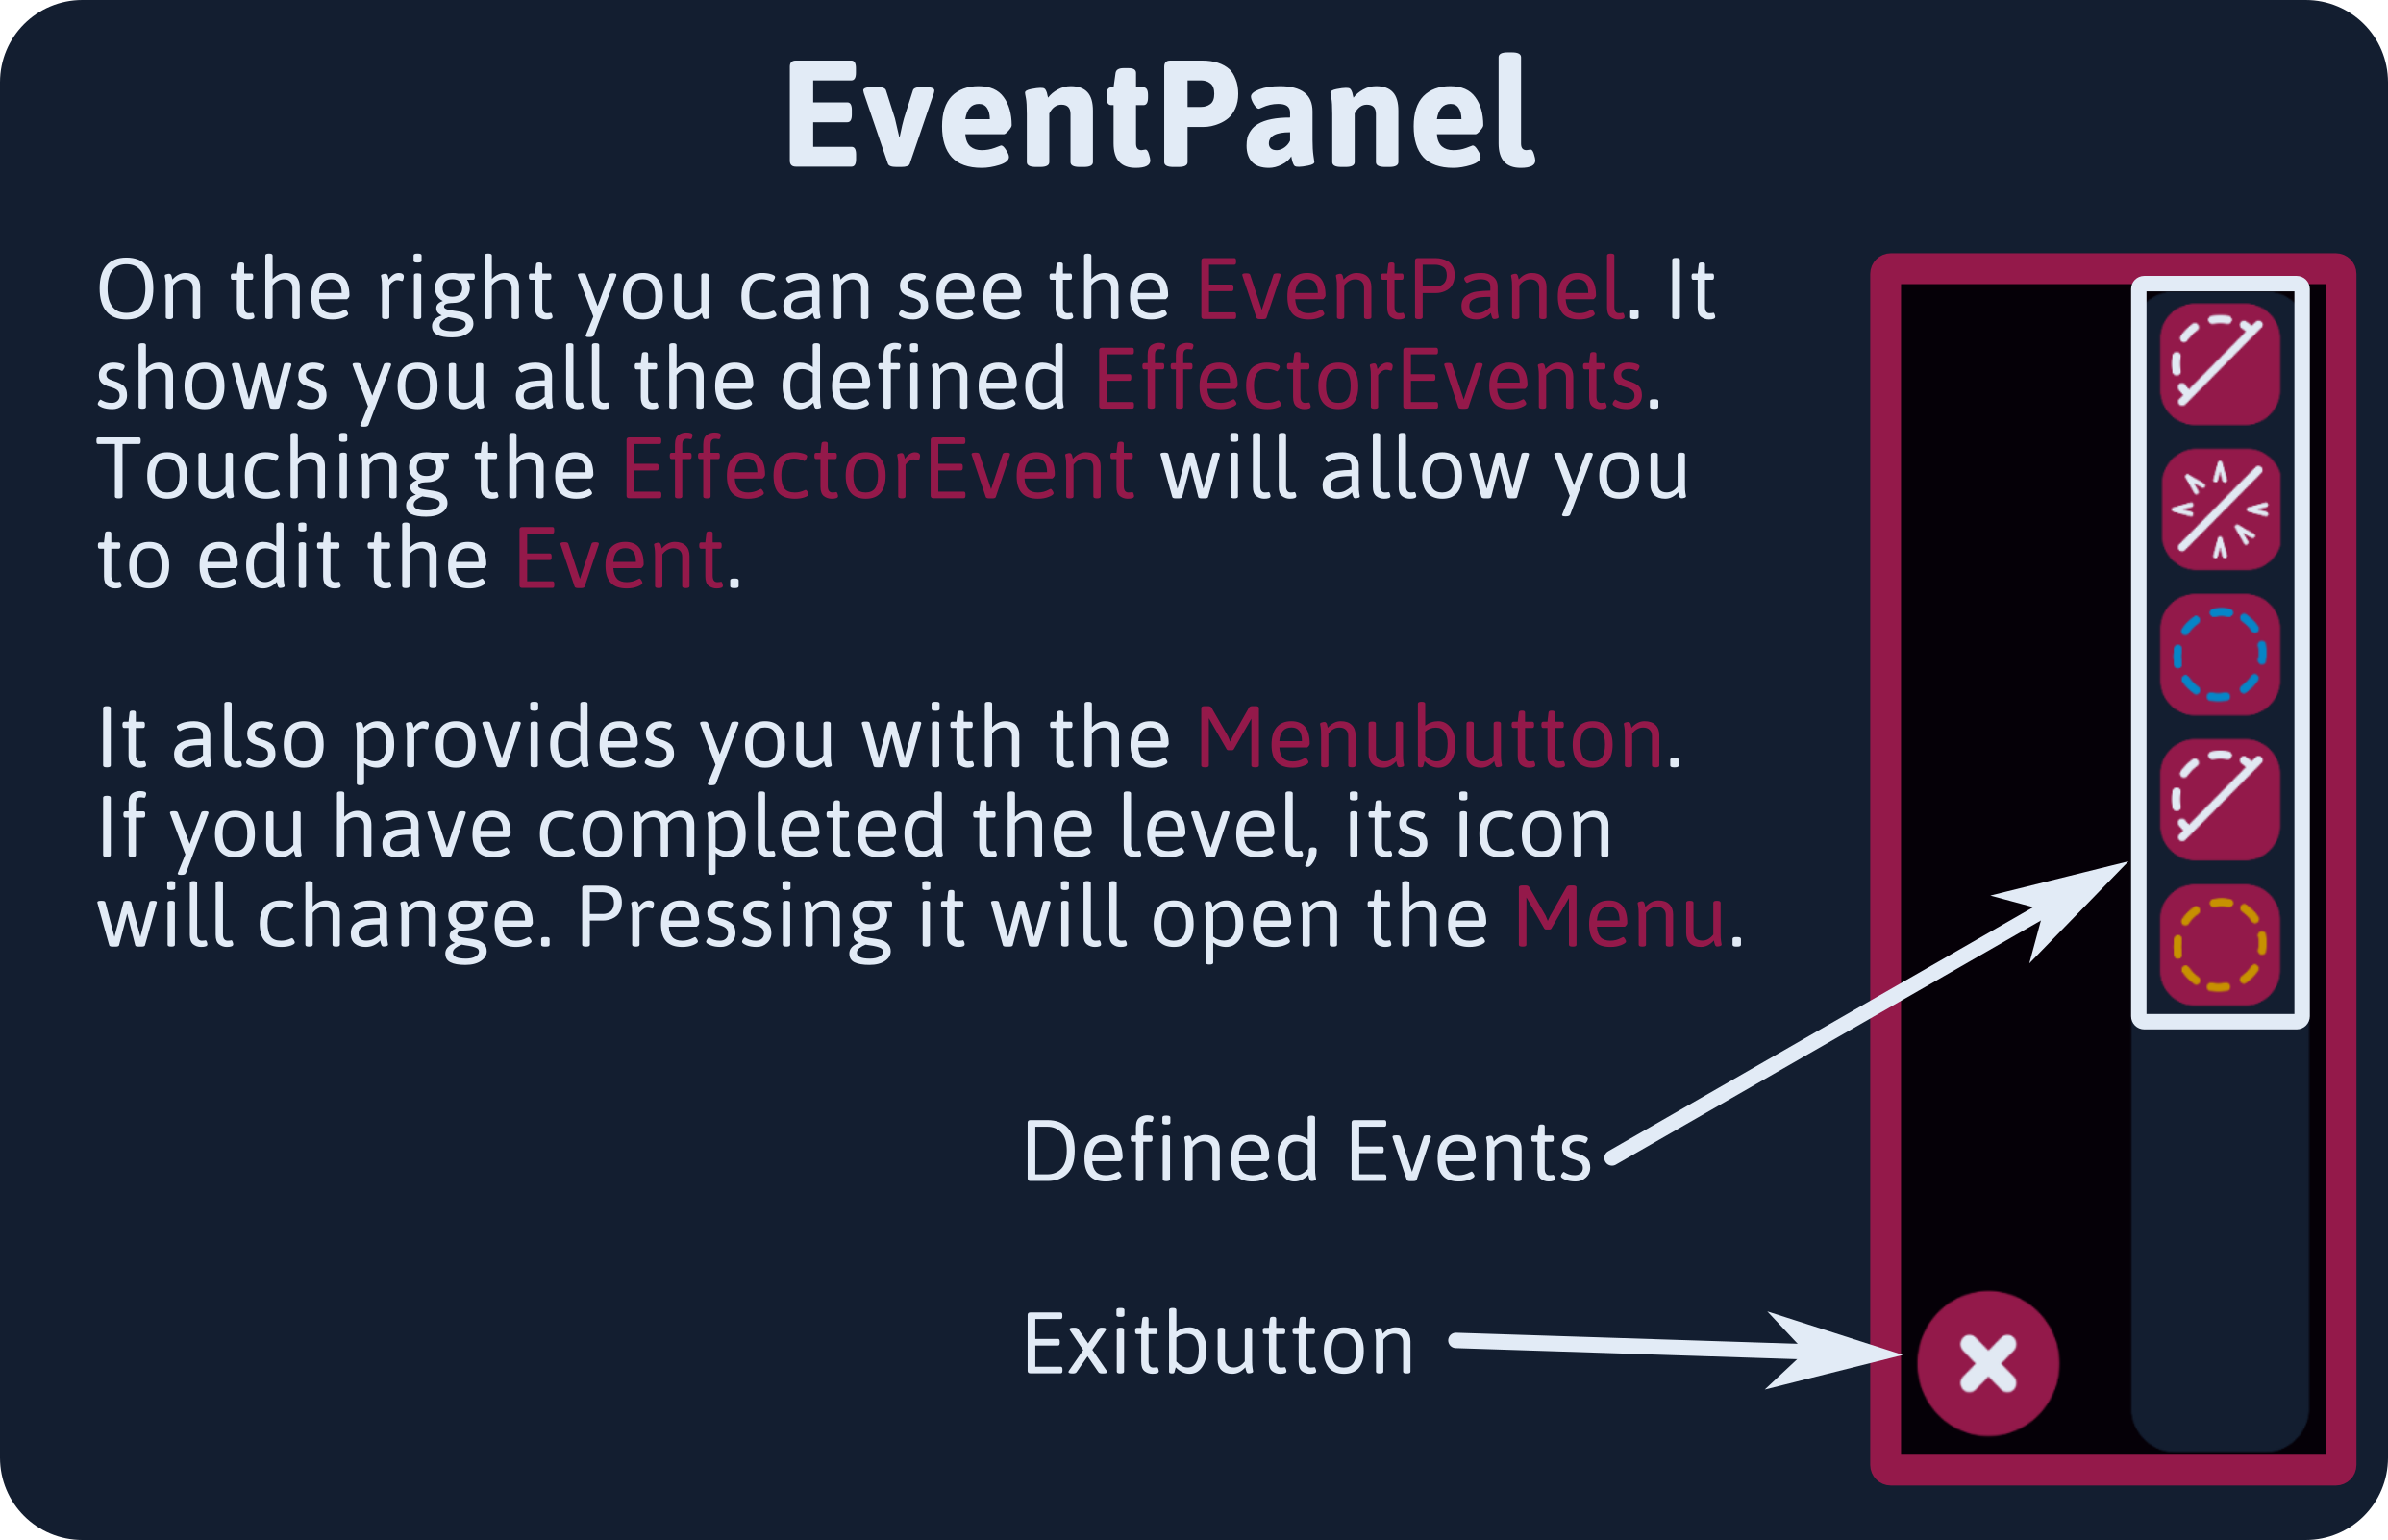 EventPanel
On the right you can see the EventPanel. It
shows you all the defined EffectorEvents.
Touching the EffectorEvent will allow you
to edit the Event.
It also provides you with the Menubutton.
If you have completed the level, its icon
will change. Pressing it will open the Menu.
Defined Events
Exitbutton